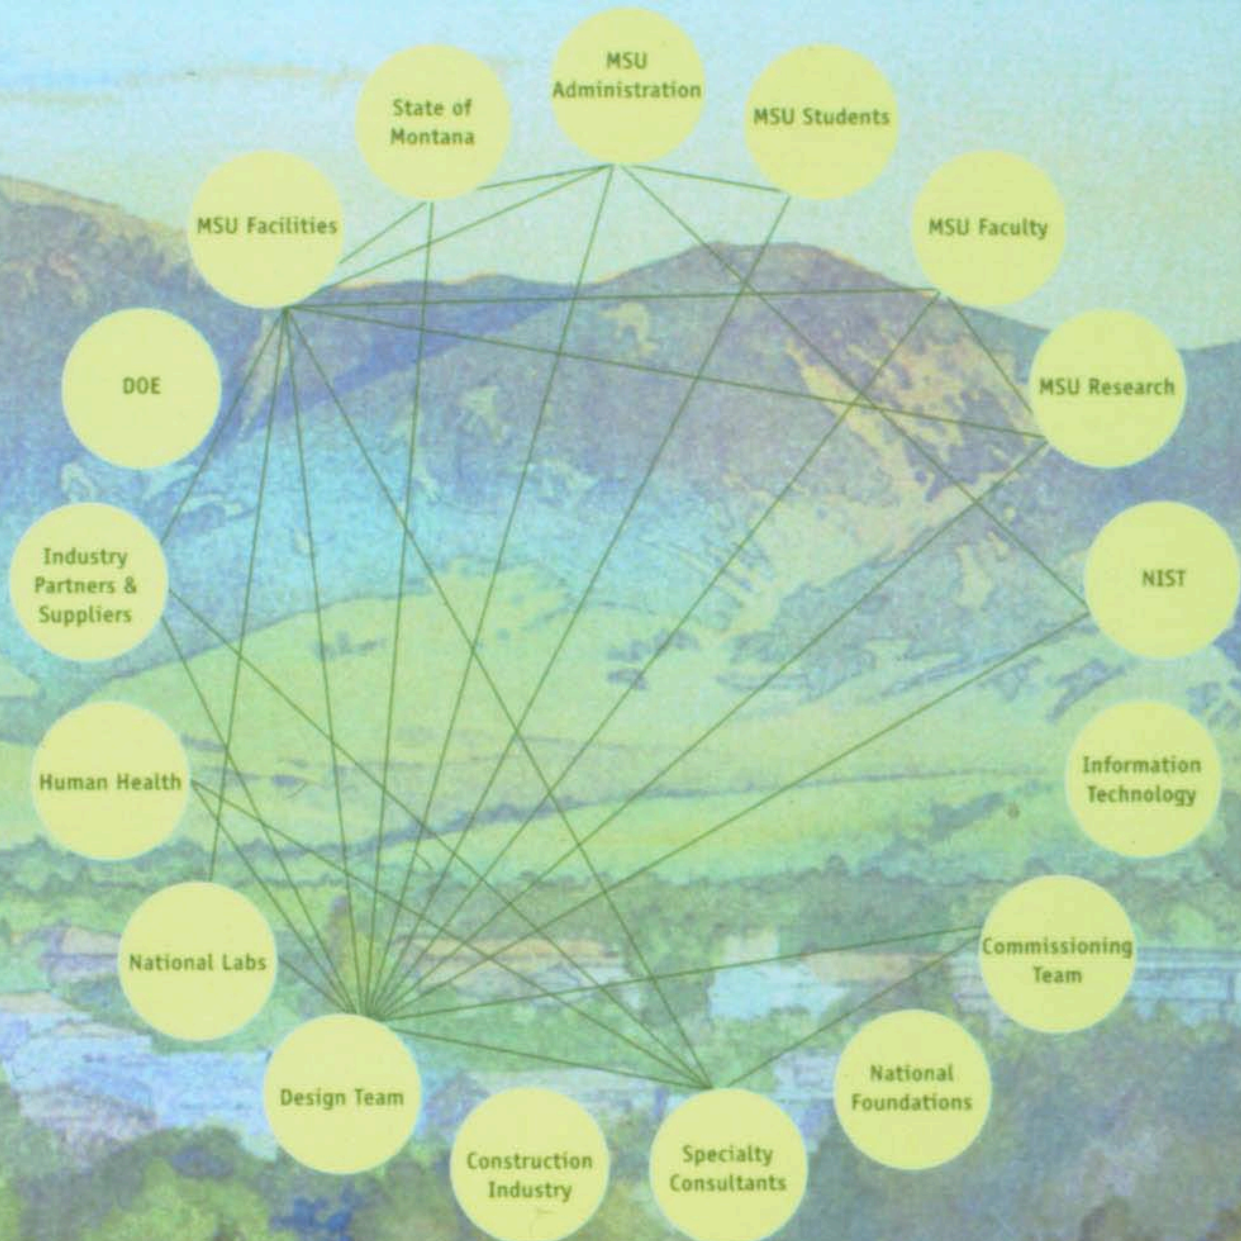 MSU
Administration
State of
Montana
MSU Students
MSU Facilities
MSU Faculty
DOE
MSU Research
Industry
Partners &
Suppliers
NIST
Human Health
Information
Technology
National Labs
Commissioning
Team
Design Team
National
Foundations
Construction
Industry
Specialty
Consultants